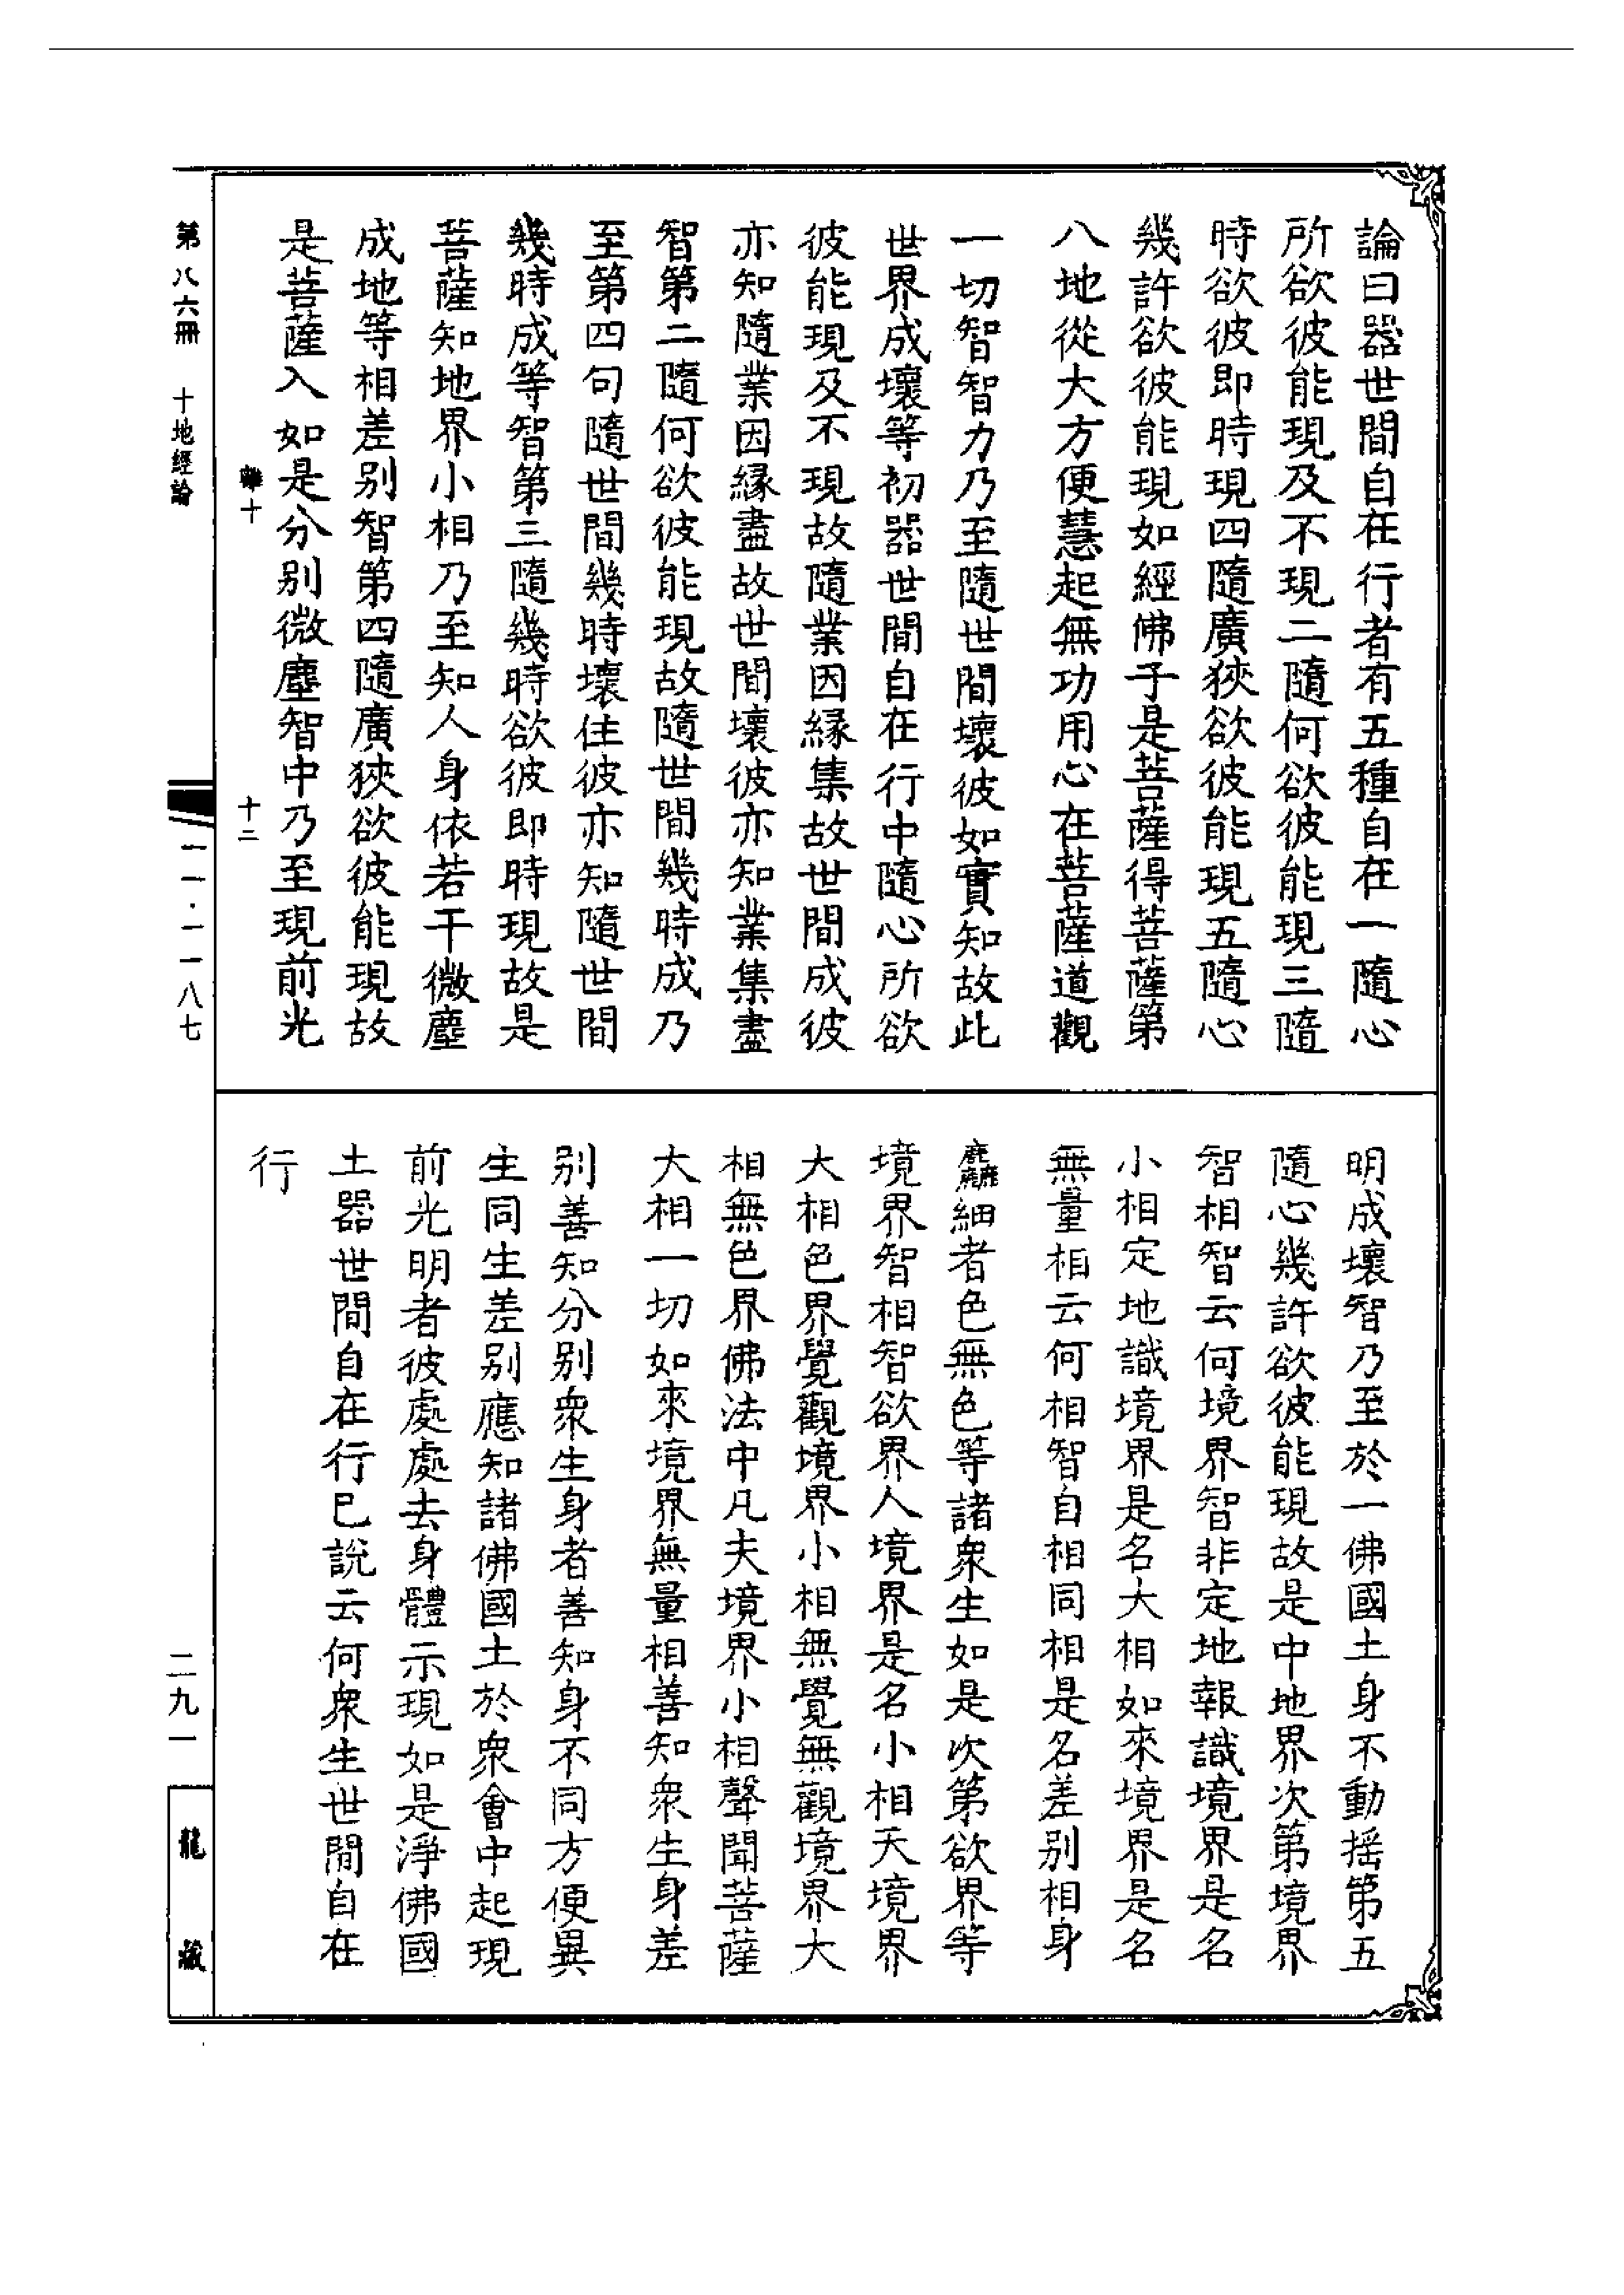 論曰器世間自在行者有五種自在一隨心
所欲彼能現及不現二隨何欲彼能現三隨
時欲彼即時現四隨廣狹欲彼能現五隨心
幾許欲彼能現如經佛子是菩薩得菩薩第
八地從大方便慧起無功用心在菩薩道觀
一切智智力乃至隨世間壞彼如實知故此
世界成壞等初器世間自在行中隨心所欲
彼能現及不現故隨業因緣集故世間成彼
亦知隨業因緣盡故世間壞彼亦知業集盡
智第二隨何欲彼能現故隨世間幾時成乃
至第四句隨世間幾時壞住彼亦知隨世間
幾時成等智第三隨幾時欲彼即時現故是
菩薩知地界小相乃至知人身依若干微塵
成地等相差别智第四隨廣狹欲彼能現故
是菩薩入如是分别微塵智中乃至現前光
明成壞智乃至於一佛國土身不動搖第五
隨心幾許欲彼能現故是中地界次第境界
智相智云何境界智非定地報識境界是名
小相定地識境界是名大相如來境界是名
無量相云何相智自相同相是名差别相身
麤細者色無色等諸衆生如是次第欲界等
境界智相智欲界人境界是名小相天境界
大相色界覺觀境界小相無覺無觀境界大
相無色界佛法中凡夫境界小相聲聞菩薩
大相一切如來境界無量相善知衆生身差
别善知分别衆生身者善知身不同方便異
生同生差别應知諸佛國土於衆會中起現
前光明者彼處處去身體示現如是淨佛國
土器世間自在行已說云何衆生世間自在
行
第八六冊 十地經論
離十 十二
一一·一一八七
二九一
龍藏